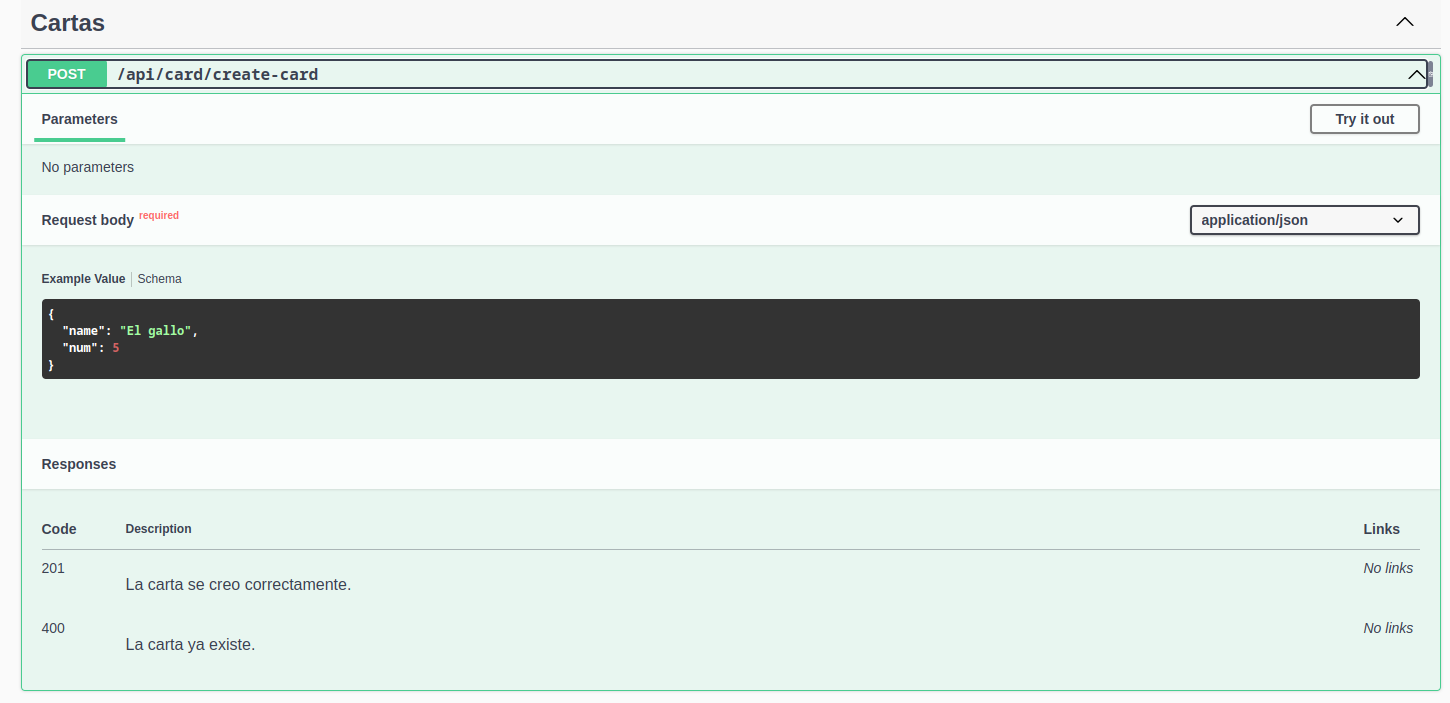 Cartas
POST /api/card/create-card
Parameters Try it out
No parameters
Request body required application/json
Example Value Schema
{
"name": "El gallo",
"num": 5
}
Responses
Code Description Links
201 No links
La carta se creo correctamente.
400 No links
La carta ya existe.